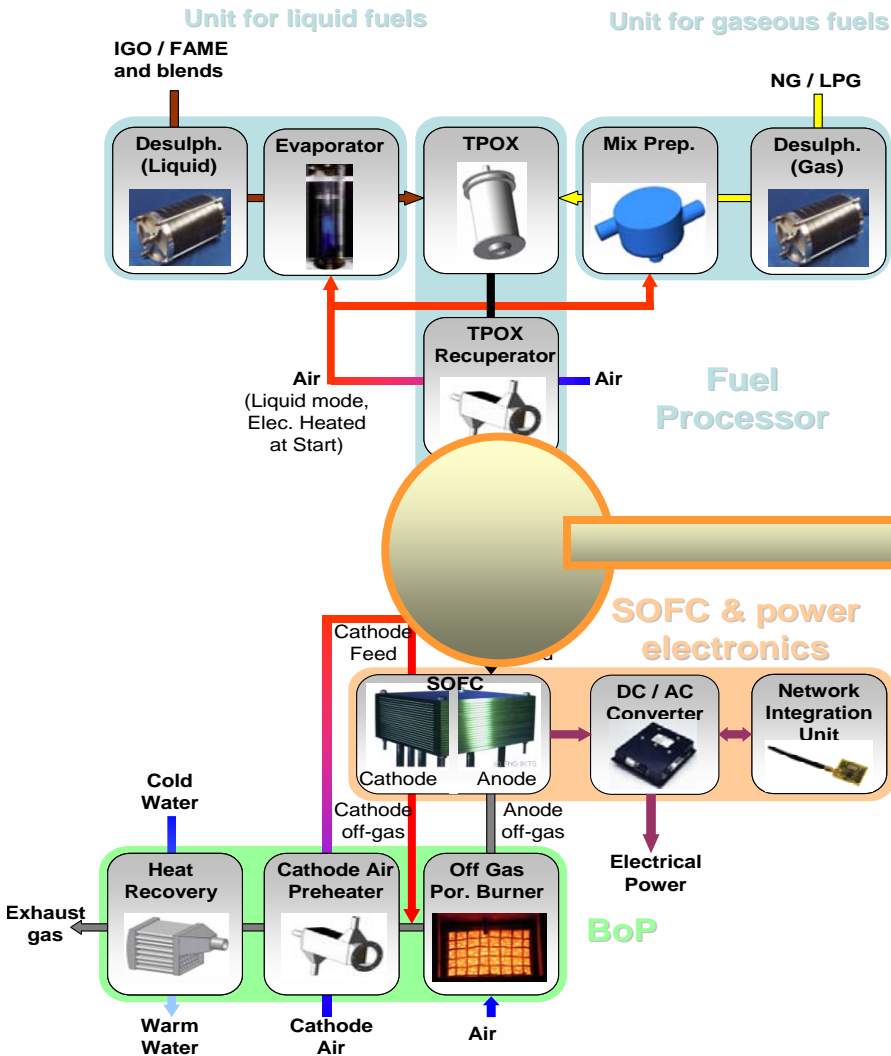 Unit for liquid fuels
Unit for gaseous fuels
IGO / FAME
and blends
NG / LPG
Desulph.
(Liquid)
Evaporator
TPOX
Mix Prep.
Desulph.
(Gas)
TPOX
Recuperator
Air
(Liquid mode,
Elec. Heated
at Start)
Air
Fuel
Processor
SOFC & power
electronics
Cathode
Feed
SOFC
Cathode
Anode
DC / AC
Converter
Network
Integration
Unit
Cold
Water
Cathode
off-gas
Anode
off-gas
Electrical
Power
Heat
Recovery
Cathode Air
Preheater
Off Gas
Por. Burner
Exhaust
gas
BoP
Warm
Water
Cathode
Air
Air